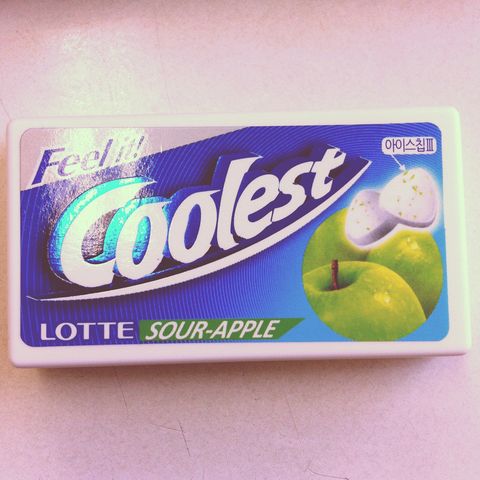 Feel it!
Coolest
아이스칩Ⅲ
LOTTE SOUR-APPLE